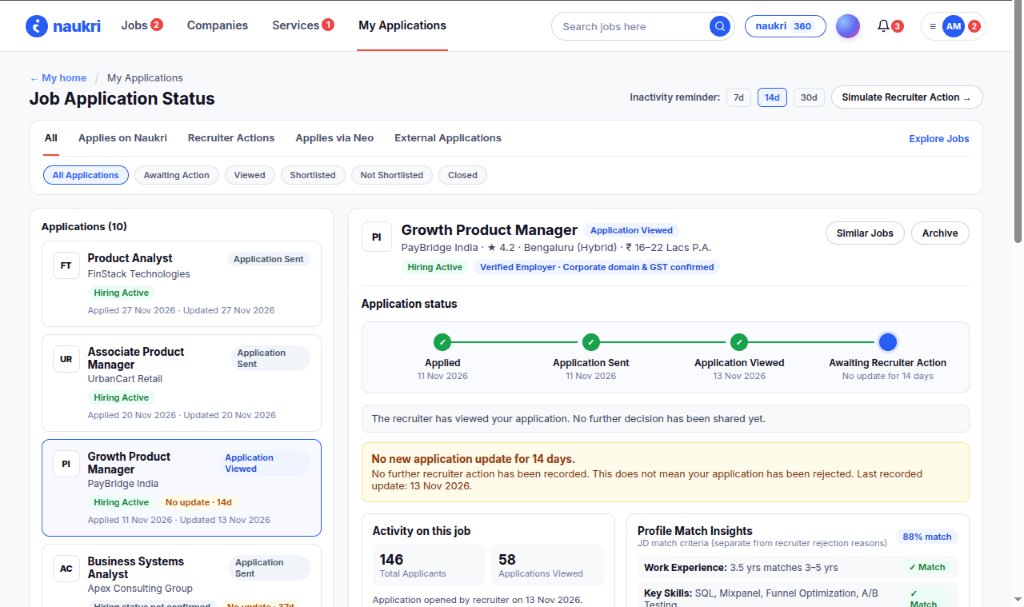 naukri
Jobs 2
Companies
Services 1
My Applications
Search jobs here
naukri 360
3
≡ AM 2
← My home / My Applications
Job Application Status
Inactivity reminder: 7d 14d 30d
Simulate Recruiter Action →
All
Applies on Naukri
Recruiter Actions
Applies via Neo
External Applications
Explore Jobs
All Applications
Awaiting Action
Viewed
Shortlisted
Not Shortlisted
Closed
Applications (10)
FT
Product Analyst
Application Sent
FinStack Technologies
Hiring Active
Applied 27 Nov 2026 · Updated 27 Nov 2026
UR
Associate Product
Manager
Application
Sent
UrbanCart Retail
Hiring Active
Applied 20 Nov 2026 · Updated 20 Nov 2026
PI
Growth Product
Manager
Application
Viewed
PayBridge India
Hiring Active
No update · 14d
Applied 11 Nov 2026 · Updated 13 Nov 2026
AC
Business Systems
Analyst
Application
Sent
Apex Consulting Group
Hiring status not confirmed
No update · 37d
PI
Growth Product Manager
Application Viewed
PayBridge India · ★ 4.2 · Bengaluru (Hybrid) · ₹ 16–22 Lacs P.A.
Hiring Active
Verified Employer · Corporate domain & GST confirmed
Similar Jobs
Archive
Application status
✓
Applied
11 Nov 2026
✓
Application Sent
11 Nov 2026
✓
Application Viewed
13 Nov 2026
Awaiting Recruiter Action
No update for 14 days
The recruiter has viewed your application. No further decision has been shared yet.
No new application update for 14 days.
No further recruiter action has been recorded. This does not mean your application has been rejected. Last recorded
update: 13 Nov 2026.
Activity on this job
146
Total Applicants
58
Applications Viewed
Application opened by recruiter on 13 Nov 2026.
Profile Match Insights
JD match criteria (separate from recruiter rejection reasons)
88% match
Work Experience: 3.5 yrs matches 3–5 yrs
✓ Match
Key Skills: SQL, Mixpanel, Funnel Optimization, A/B
Testing
✓
Match